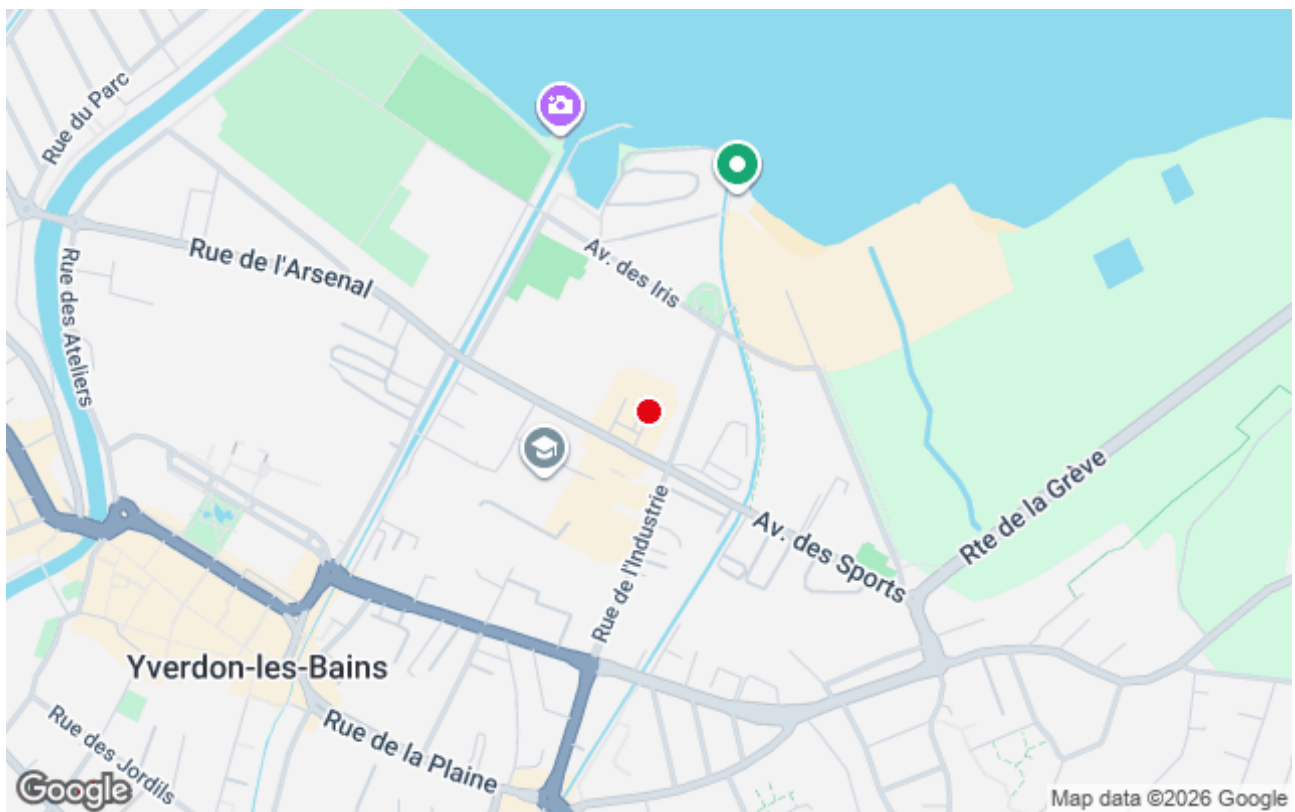 Rue du Parc
Rue de l'Arsenal
Av. des Iris
Rue des Ateliers
Rte de la Grève
Av. des Sports
Rue de l'Industrie
Yverdon-les-Bains
Rue de la Plaine
Rue des Jordils
Google
Map data ©2026 Google